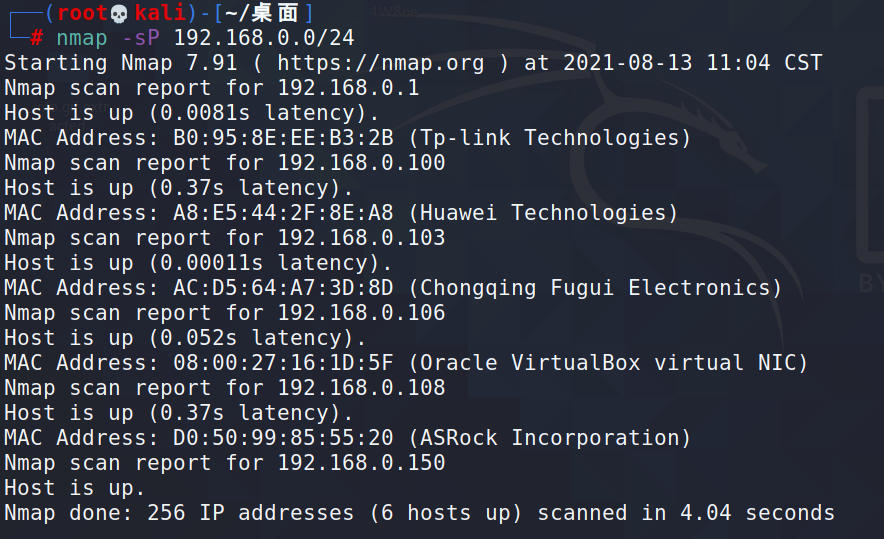 ┌──(root💀kali)-[~/桌面]
└─# nmap -sP 192.168.0.0/24
Starting Nmap 7.91 ( https://nmap.org ) at 2021-08-13 11:04 CST
Nmap scan report for 192.168.0.1
Host is up (0.0081s latency).
MAC Address: B0:95:8E:EE:B3:2B (Tp-link Technologies)
Nmap scan report for 192.168.0.100
Host is up (0.37s latency).
MAC Address: A8:E5:44:2F:8E:A8 (Huawei Technologies)
Nmap scan report for 192.168.0.103
Host is up (0.00011s latency).
MAC Address: AC:D5:64:A7:3D:8D (Chongqing Fugui Electronics)
Nmap scan report for 192.168.0.106
Host is up (0.052s latency).
MAC Address: 08:00:27:16:1D:5F (Oracle VirtualBox virtual NIC)
Nmap scan report for 192.168.0.108
Host is up (0.37s latency).
MAC Address: D0:50:99:85:55:20 (ASRock Incorporation)
Nmap scan report for 192.168.0.150
Host is up.
Nmap done: 256 IP addresses (6 hosts up) scanned in 4.04 seconds
BY